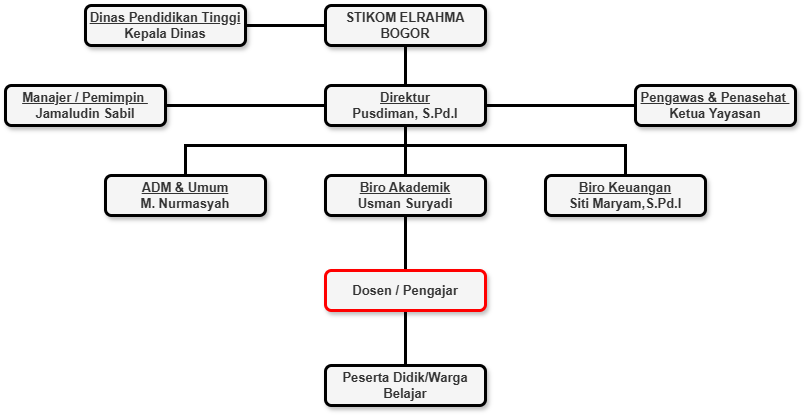 Dinas Pendidikan Tinggi
Kepala Dinas
STIKOM ELRAHMA
BOGOR
Manajer / Pemimpin
Jamaludin Sabil
Direktur
Pusdiman, S.Pd.I
Pengawas & Penasehat
Ketua Yayasan
ADM & Umum
M. Nurmasyah
Biro Akademik
Usman Suryadi
Biro Keuangan
Siti Maryam,S.Pd.I
Dosen / Pengajar
Peserta Didik/Warga
Belajar